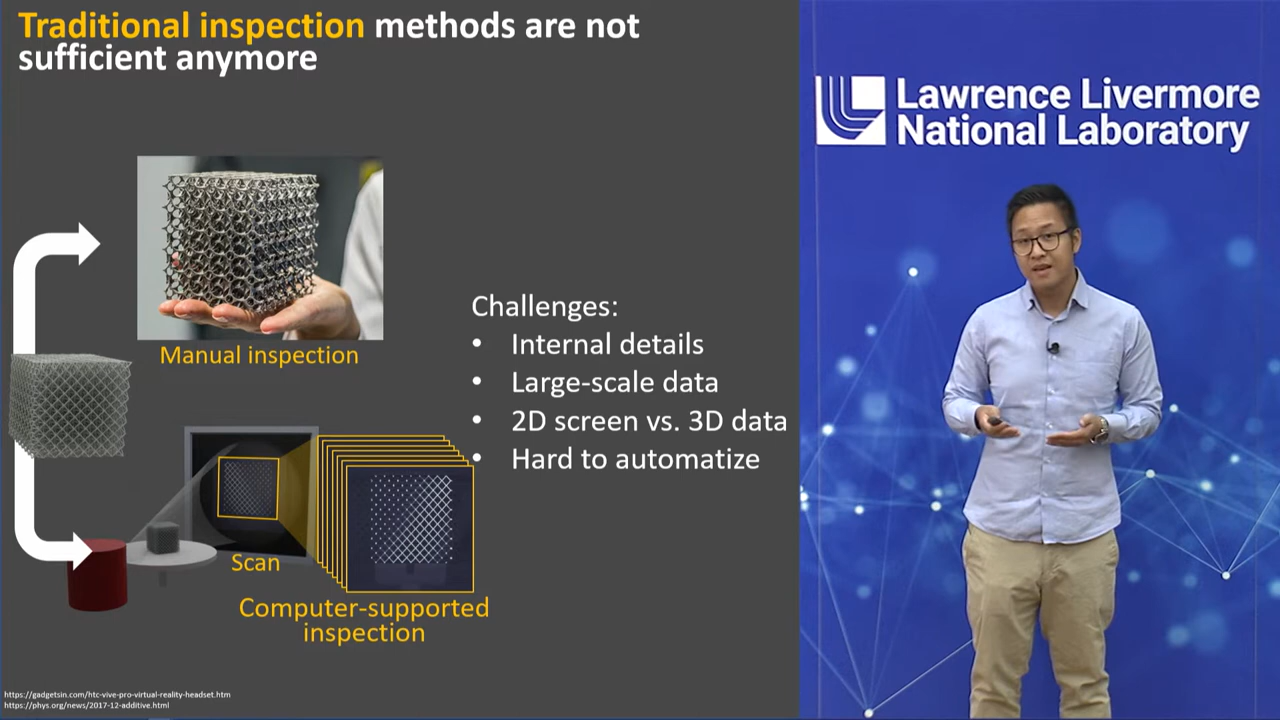 Traditional inspection methods are not
sufficient anymore
Manual inspection
Scan
Computer-supported
inspection
Challenges:
• Internal details
• Large-scale data
• 2D screen vs. 3D data
• Hard to automatize
https://gadgetsin.com/htc-vive-pro-virtual-reality-headset.htm
https://phys.org/news/2017-12-additive.html
Lawrence Livermore
National Laboratory